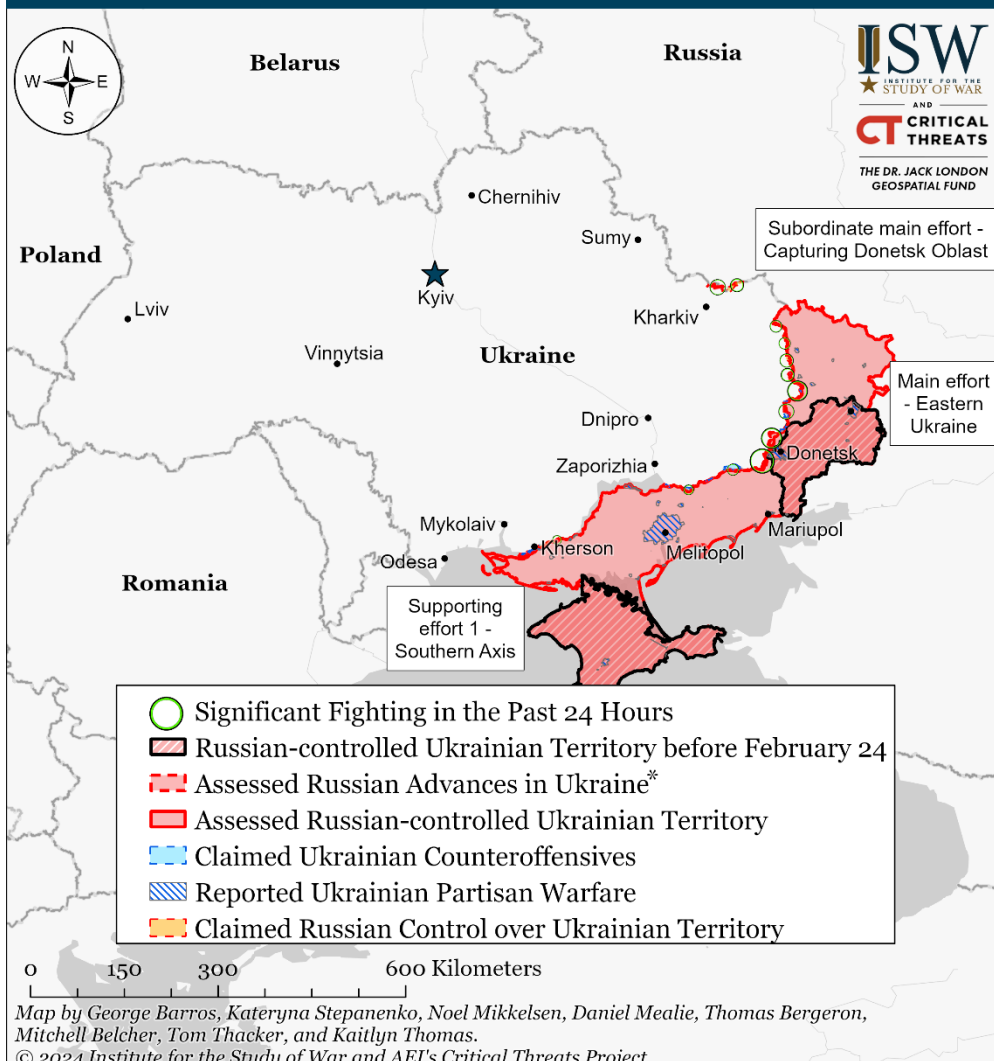 N
W
E
S
Belarus
Russia
ISW
INSTITUTE FOR THE
STUDY OF WAR
AND
CT CRITICAL
THREATS
THE DR. JACK LONDON
GEOSPATIAL FUND
Chernihiv
Sumy
Subordinate main effort -
Capturing Donetsk Oblast
Poland
Kyiv
Lviv
Kharkiv
Vinnytsia
Ukraine
Main effort
- Eastern
Ukraine
Dnipro
Donetsk
Zaporizhia
Mykolaiv
Mariupol
Kherson
Melitopol
Odesa
Romania
Supporting
effort 1 -
Southern Axis
Significant Fighting in the Past 24 Hours
Russian-controlled Ukrainian Territory before February 24
Assessed Russian Advances in Ukraine*
Assessed Russian-controlled Ukrainian Territory
Claimed Ukrainian Counteroffensives
Reported Ukrainian Partisan Warfare
Claimed Russian Control over Ukrainian Territory
0 150 300 600 Kilometers
Map by George Barros, Kateryna Stepanenko, Noel Mikkelsen, Daniel Mealie, Thomas Bergeron,
Mitchell Belcher, Tom Thacker, and Kaitlyn Thomas.
© 2024 Institute for the Study of War and AEI's Critical Threats Project